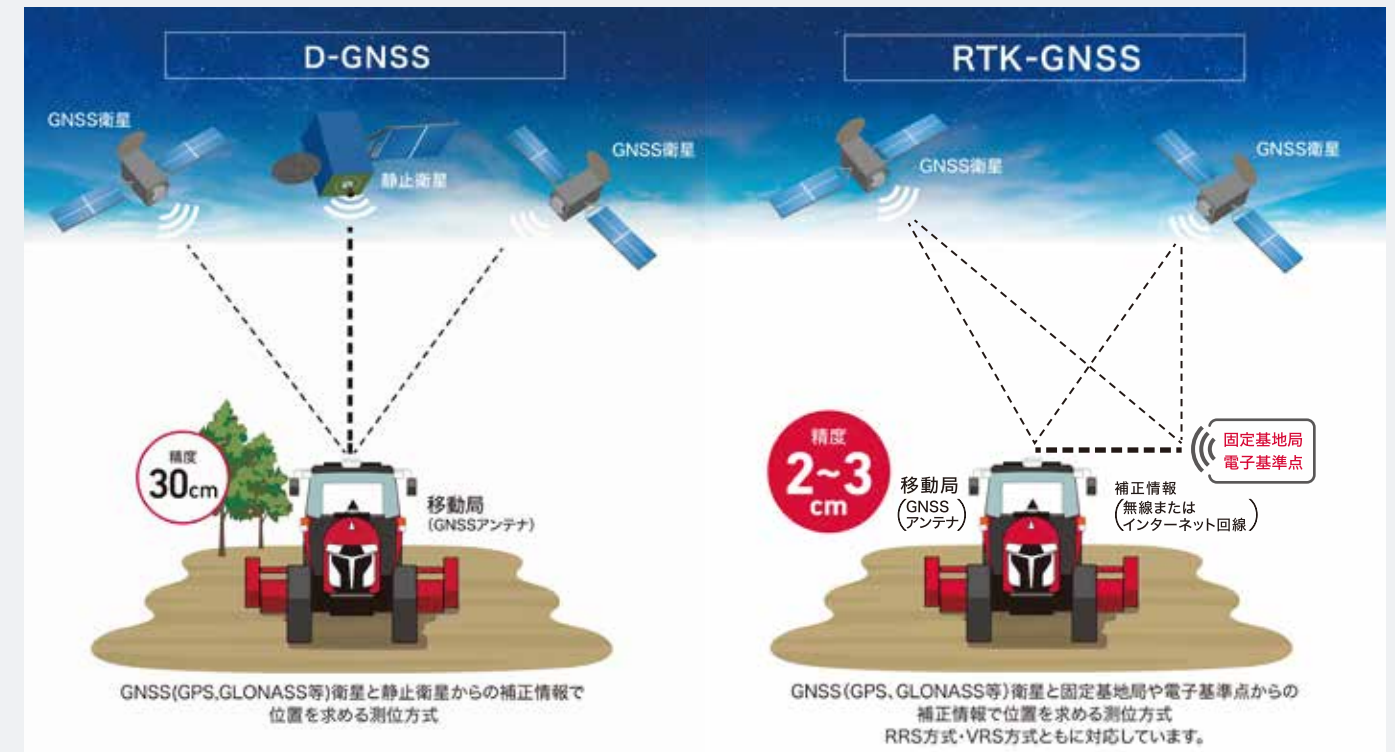 D-GNSS
GNSS衛星
静止衛星
GNSS衛星
精度
30cm
移動局
(GNSSアンテナ)
GNSS(GPS,GLONASS等)衛星と静止衛星からの補正情報で
位置を求める測位方式
RTK-GNSS
GNSS衛星
GNSS衛星
精度
2~3
cm
移動局
(GNSS
アンテナ)
固定基地局
電子基準点
補正情報
(無線または
インターネット回線)
GNSS(GPS、GLONASS等)衛星と固定基地局や電子基準点からの
補正情報で位置を求める測位方式
RRS方式・VRS方式ともに対応しています。